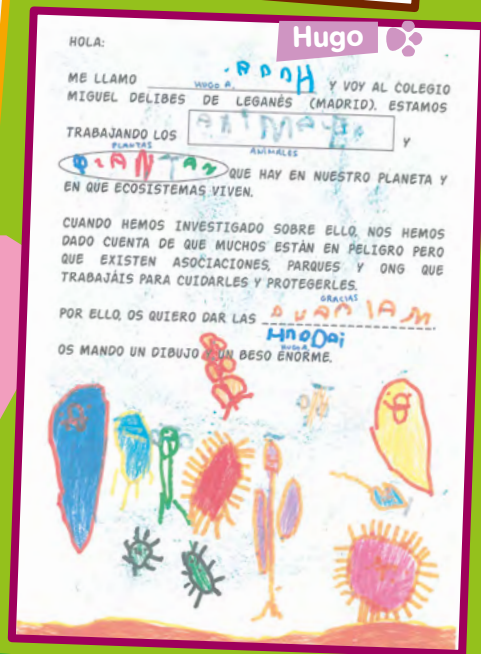 Hugo
HOLA:
ME LLAMO HUGO A. Y VOY AL COLEGIO
MIGUEL DELIBES DE LEGANÉS (MADRID). ESTAMOS
TRABAJANDO LOS ANIMALES Y
ANIMALES
PLANTAS
PLANTAS QUE HAY EN NUESTRO PLANETA Y
EN QUE ECOSISTEMAS VIVEN.
CUANDO HEMOS INVESTIGADO SOBRE ELLO, NOS HEMOS
DADO CUENTA DE QUE MUCHOS ESTÁN EN PELIGRO PERO
QUE EXISTEN ASOCIACIONES, PARQUES Y ONG QUE
TRABAJÁIS PARA CUIDARLES Y PROTEGERLES.
GRACIAS
POR ELLO, OS QUIERO DAR LAS
HUGO A.
OS MANDO UN DIBUJO Y UN BESO ENORME.